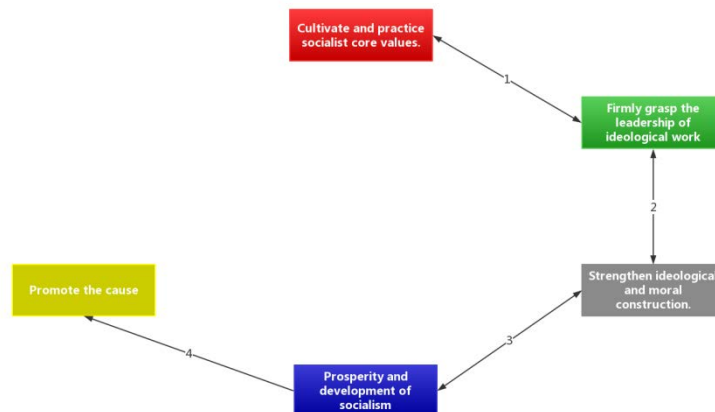 Cultivate and practice
socialist core values.
1
Firmly grasp the
leadership of
ideological work
2
Strengthen ideological
and moral
construction.
3
Promote the cause
4
Prosperity and
development of
socialism